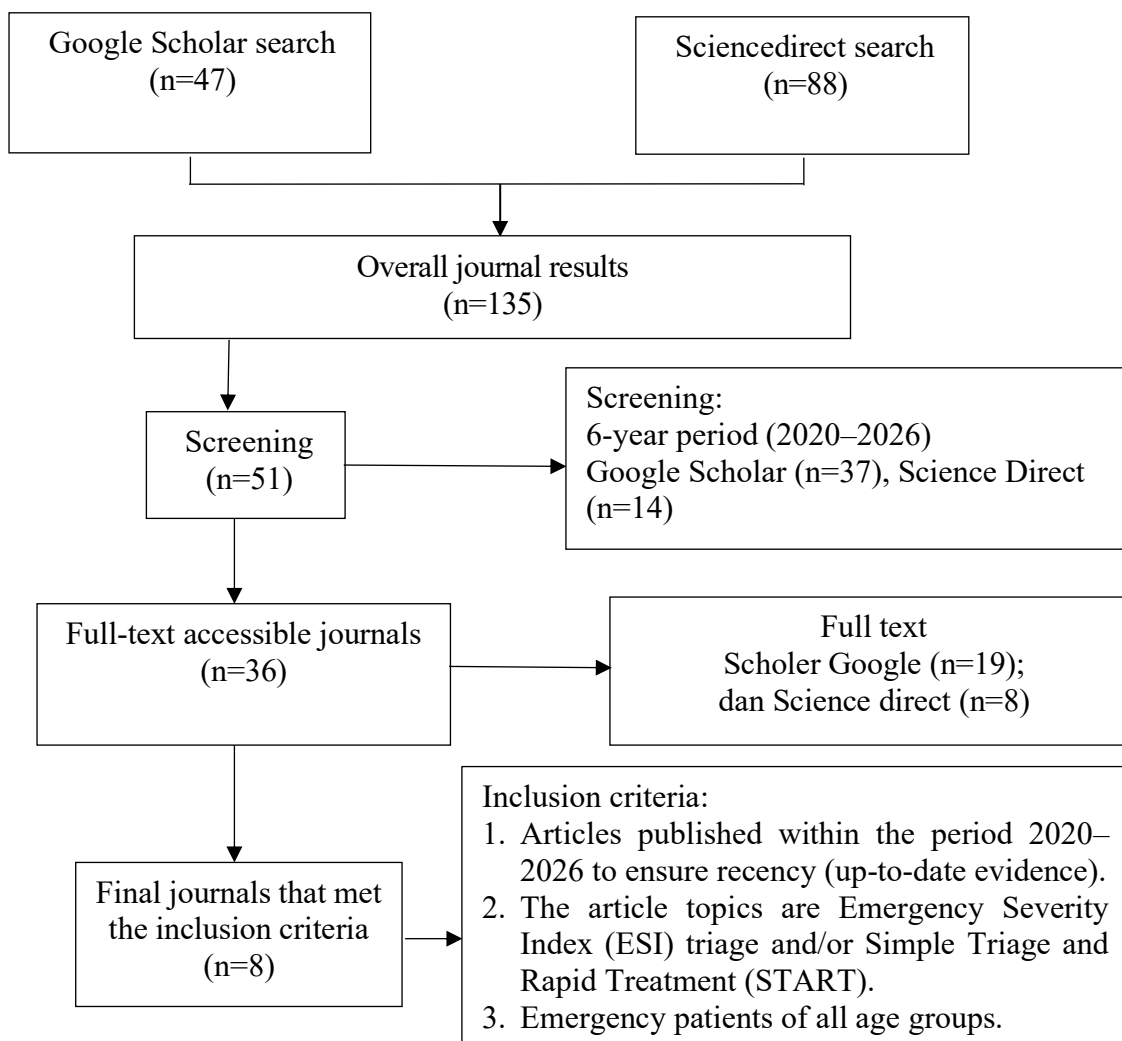 Google Scholar search
(n=47)
Sciencedirect search
(n=88)
Overall journal results
(n=135)
Screening
(n=51)
Screening:
6-year period (2020–2026)
Google Scholar (n=37), Science Direct
(n=14)
Full-text accessible journals
(n=36)
Full text
Scholer Google (n=19);
dan Science direct (n=8)
Final journals that met
the inclusion criteria
(n=8)
Inclusion criteria:
1. Articles published within the period 2020–
2026 to ensure recency (up-to-date evidence).
2. The article topics are Emergency Severity
Index (ESI) triage and/or Simple Triage and
Rapid Treatment (START).
3. Emergency patients of all age groups.